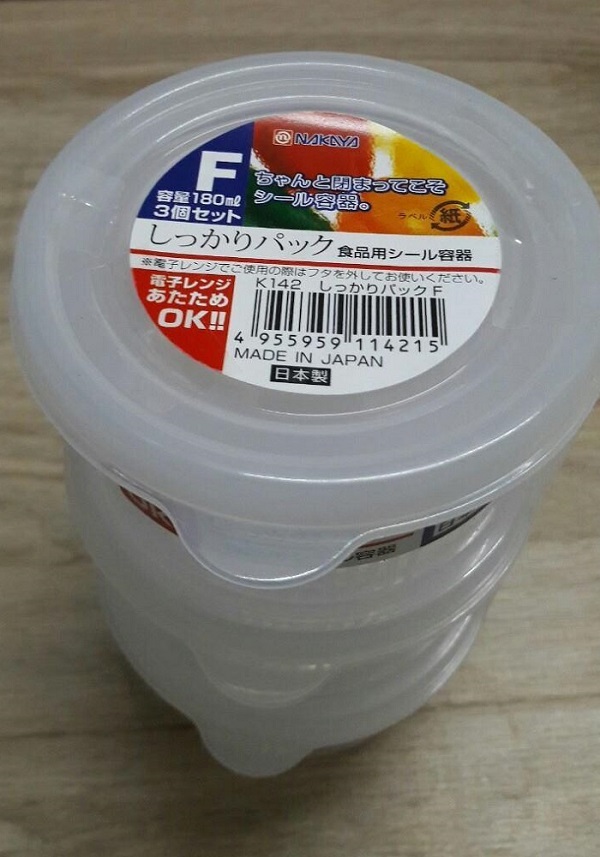 NAKAYA
F
容量180㎖
3個セット
ちゃんと閉まってこそ
シール容器。
ラベル 紙
しっかりパック 食品用シール容器
※電子レンジでご使用の際はフタを外してお使いください。
電子レンジ
あたため
OK!!
K142 しっかりパック F
4 955959 114215
MADE IN JAPAN
日本製